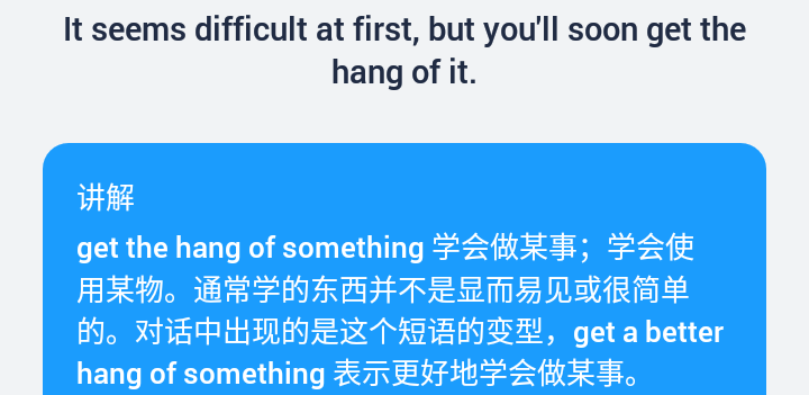 It seems difficult at first, but you'll soon get the
hang of it.
讲解
get the hang of something 学会做某事；学会使
用某物。通常学的东西并不是显而易见或很简单
的。对话中出现的是这个短语的变型，get a better
hang of something 表示更好地学会做某事。